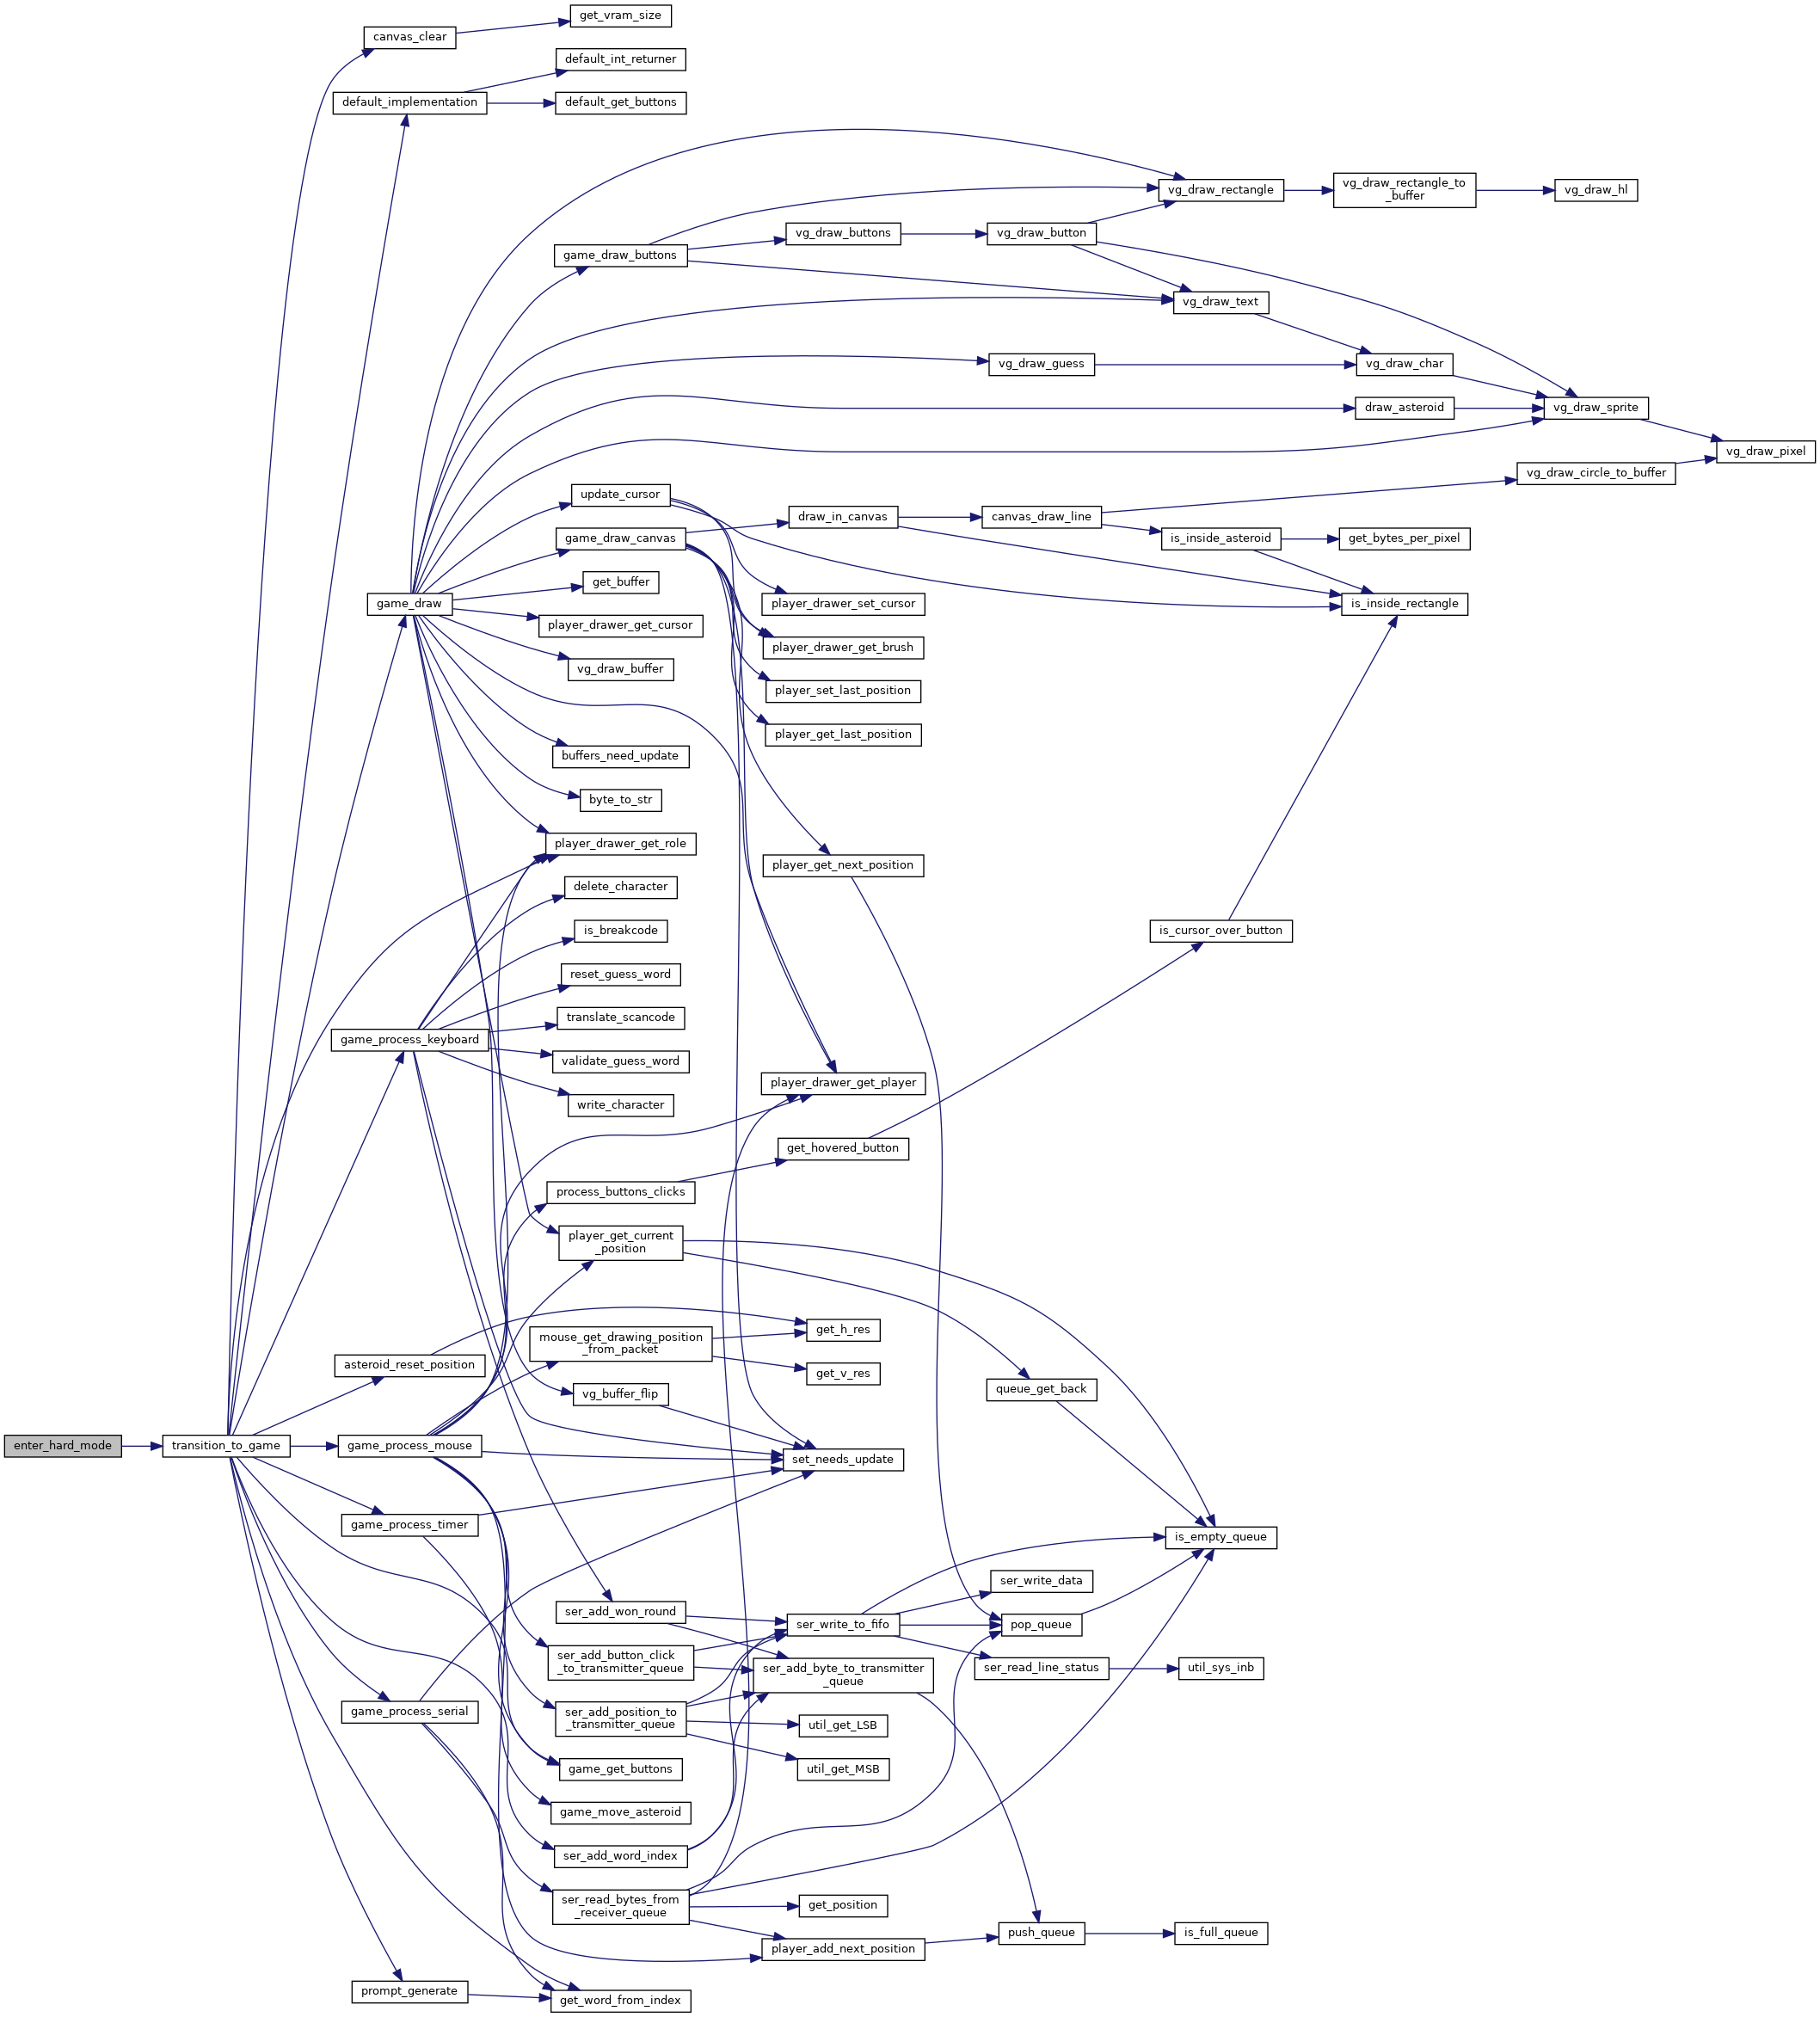 get_vram_size
canvas_clear
default_int_returner
default_implementation
default_get_buttons
vg_draw_rectangle
vg_draw_rectangle_to
_buffer
vg_draw_hl
vg_draw_buttons
vg_draw_button
game_draw_buttons
vg_draw_text
vg_draw_guess
vg_draw_char
draw_asteroid
vg_draw_sprite
vg_draw_pixel
vg_draw_circle_to_buffer
update_cursor
draw_in_canvas
canvas_draw_line
game_draw_canvas
is_inside_asteroid
get_bytes_per_pixel
get_buffer
game_draw
player_drawer_set_cursor
is_inside_rectangle
player_drawer_get_cursor
player_drawer_get_brush
vg_draw_buffer
player_set_last_position
player_get_last_position
buffers_need_update
byte_to_str
player_drawer_get_role
player_get_next_position
delete_character
is_breakcode
is_cursor_over_button
reset_guess_word
translate_scancode
game_process_keyboard
validate_guess_word
player_drawer_get_player
write_character
get_hovered_button
process_buttons_clicks
player_get_current
_position
get_h_res
mouse_get_drawing_position
_from_packet
asteroid_reset_position
get_v_res
vg_buffer_flip
queue_get_back
enter_hard_mode
transition_to_game
game_process_mouse
set_needs_update
game_process_timer
is_empty_queue
ser_write_data
ser_add_won_round
ser_write_to_fifo
pop_queue
ser_add_button_click
_to_transmitter_queue
ser_add_byte_to_transmitter
_queue
ser_read_line_status
util_sys_inb
game_process_serial
ser_add_position_to
_transmitter_queue
util_get_LSB
game_get_buttons
util_get_MSB
game_move_asteroid
ser_add_word_index
ser_read_bytes_from
_receiver_queue
get_position
push_queue
is_full_queue
player_add_next_position
prompt_generate
get_word_from_index